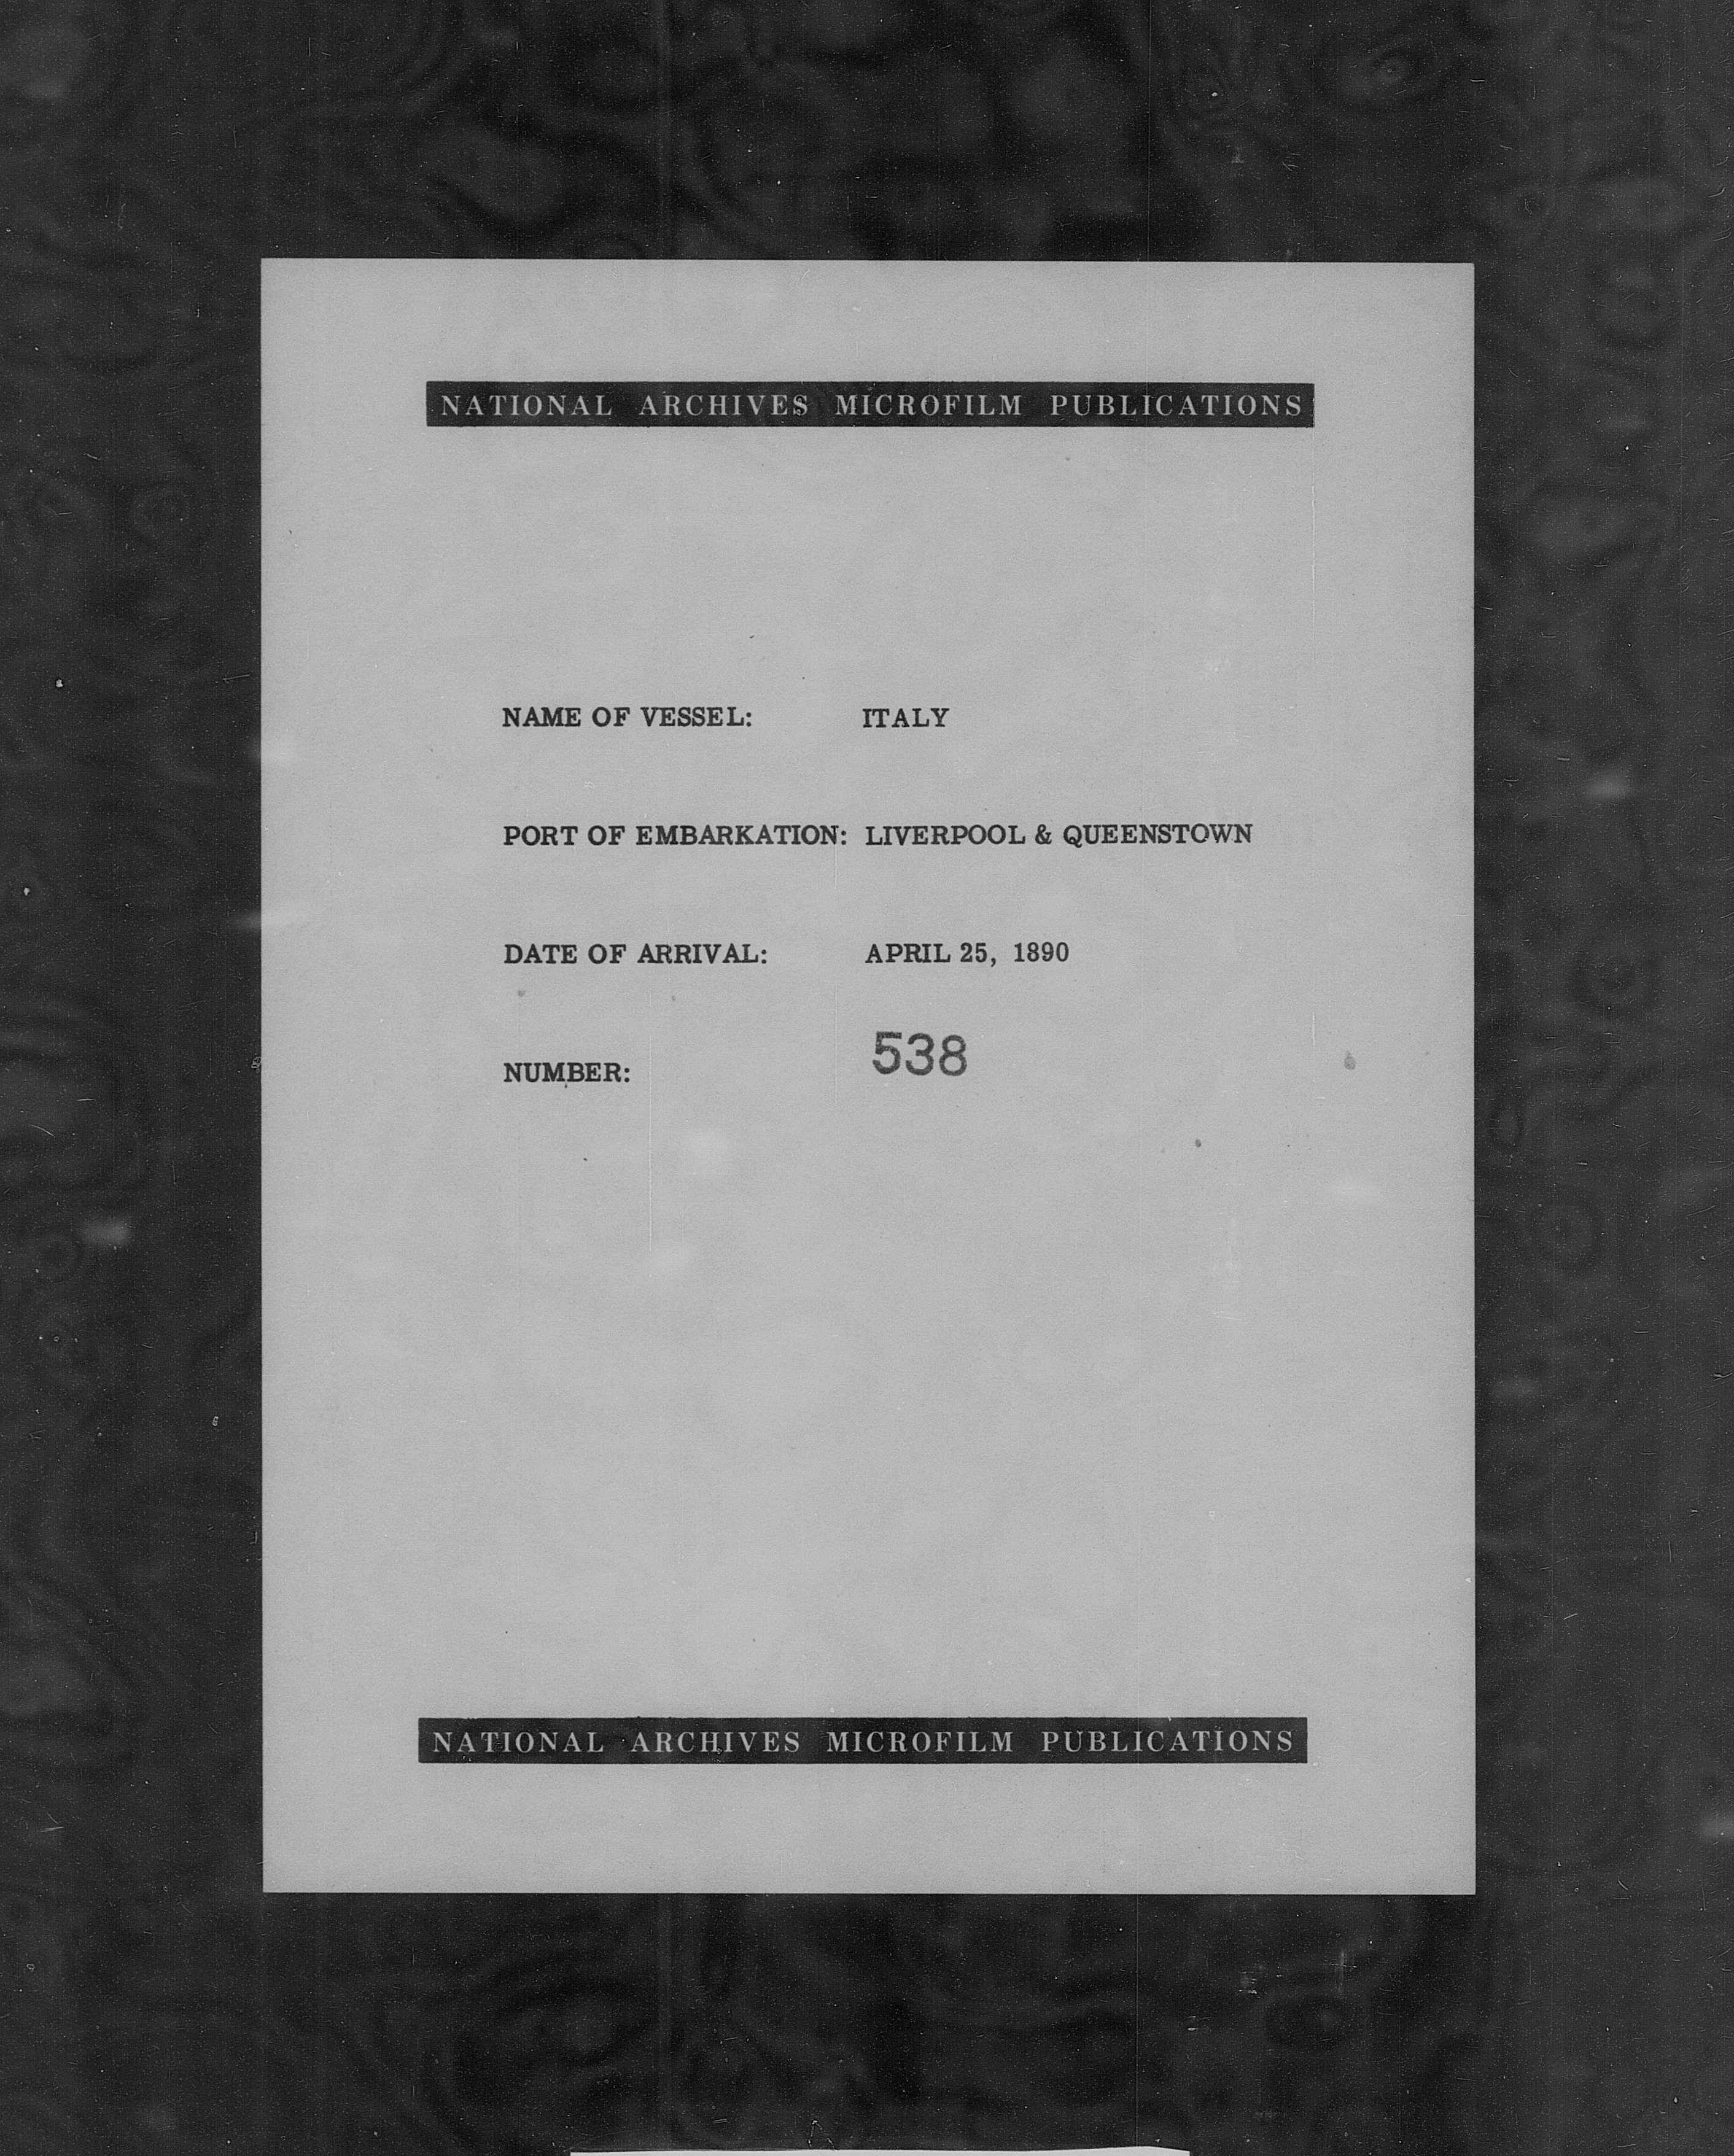 NATIONAL ARCHIVES MICROFILM PUBLICATIONS
NAME OF VESSEL: ITALY
PORT OF EMBARKATION: LIVERPOOL & QUEENSTOWN
DATE OF ARRIVAL: APRIL 25, 1890
NUMBER: 538
NATIONAL ARCHIVES MICROFILM PUBLICATIONS